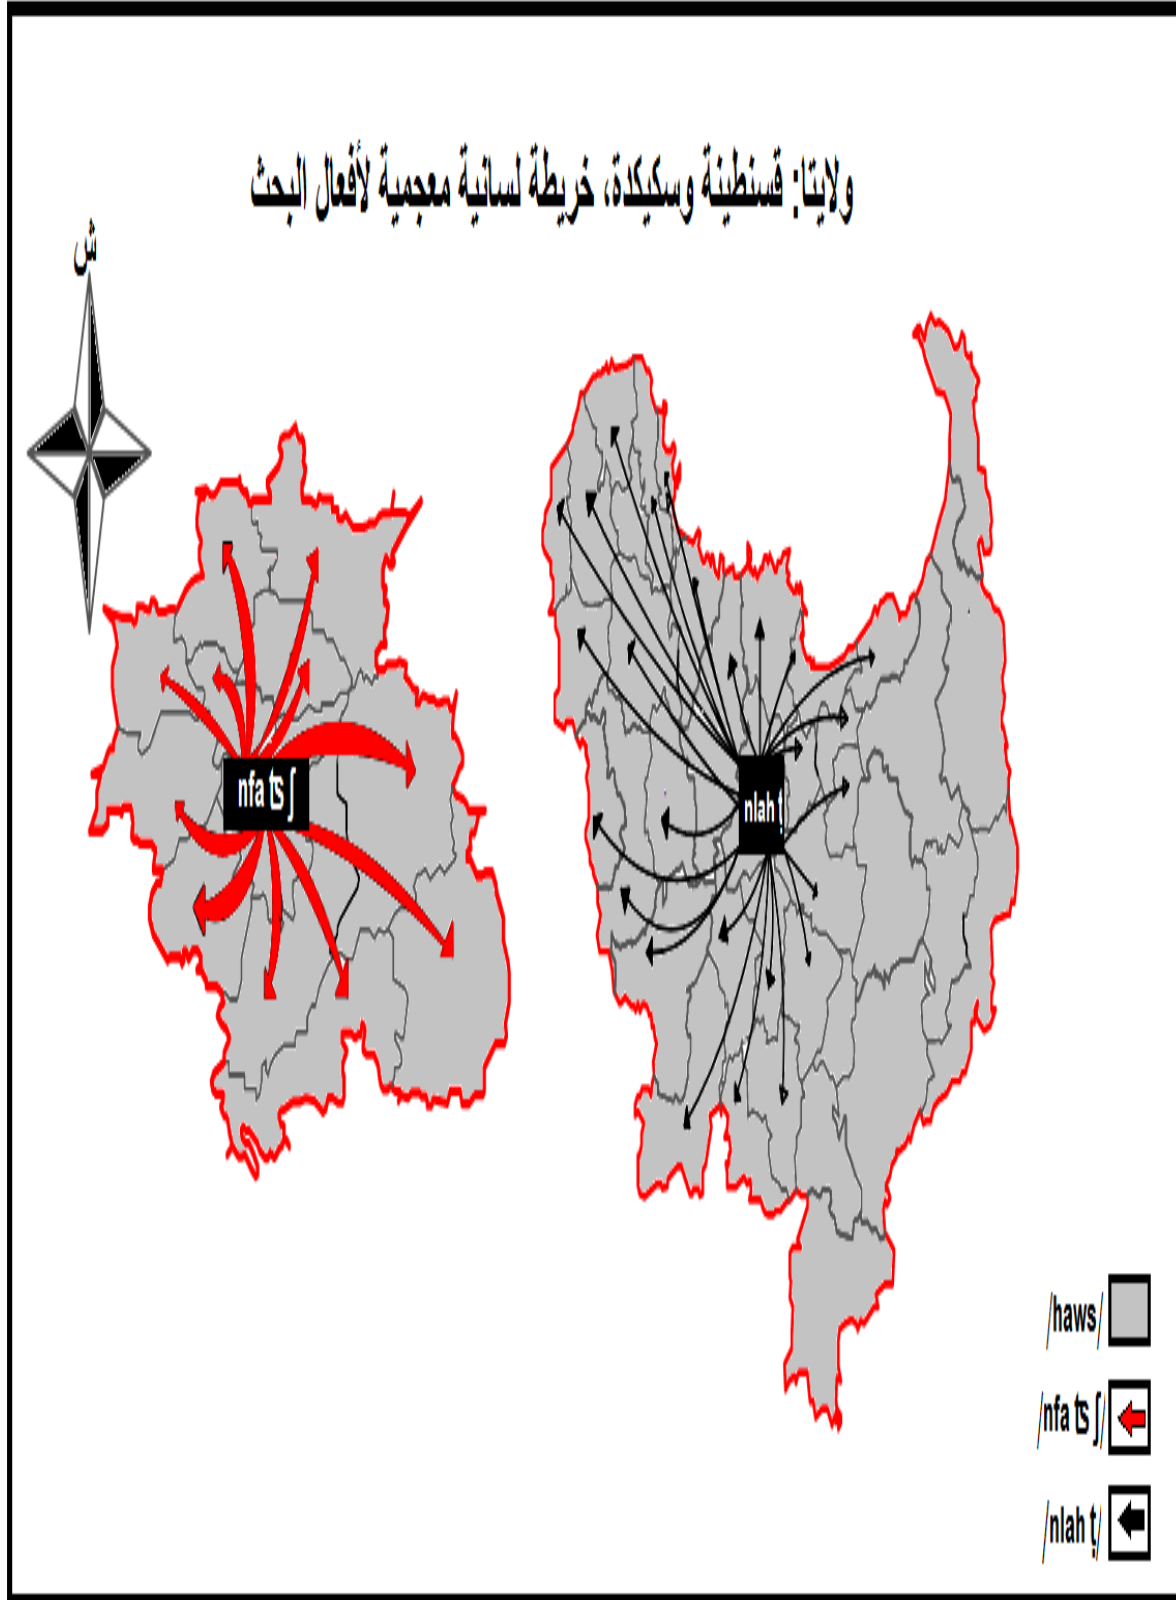 ولايتا: قسنطينة وسكيكدة، خريطة لسانية معجمية لأفعال البحث
ش
nfa ʦ ʃ
nlah ṭ
/haws/
/nfa ʦ ʃ/
/nlah ṭ/